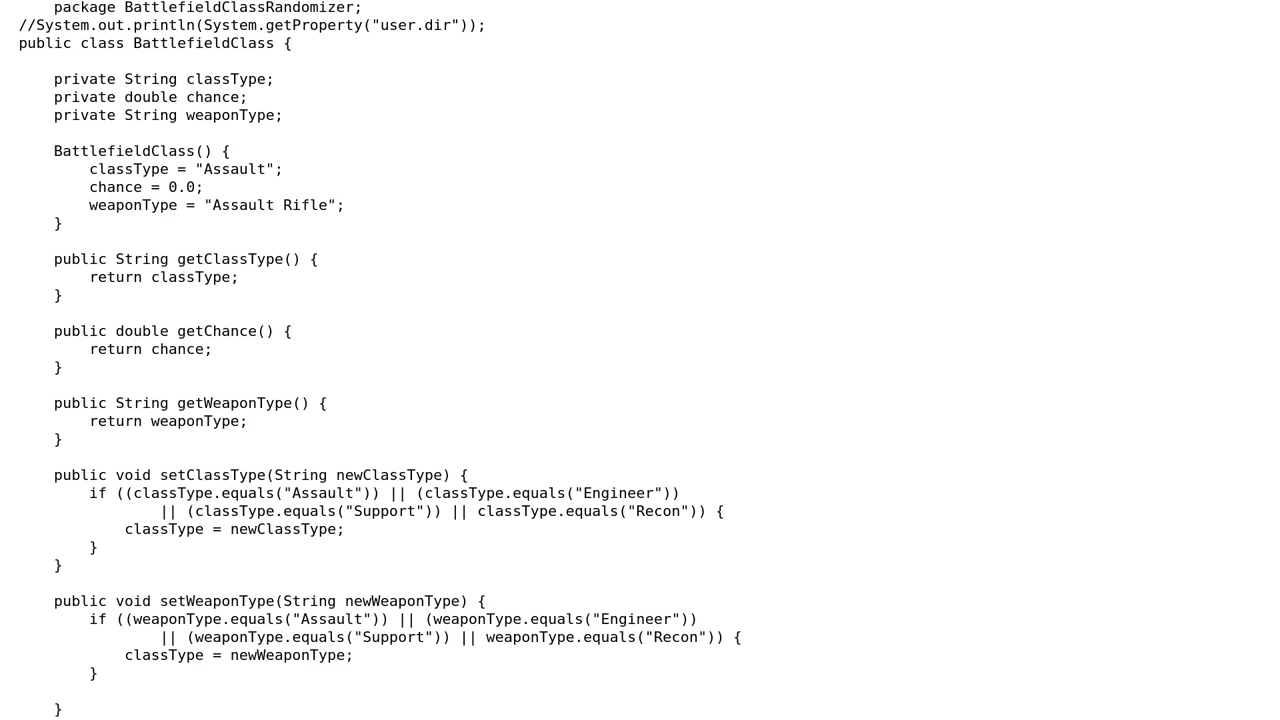 package BattlefieldClassRandomizer;
//System.out.println(System.getProperty("user.dir"));
public class BattlefieldClass {

    private String classType;
    private double chance;
    private String weaponType;

    BattlefieldClass() {
        classType = "Assault";
        chance = 0.0;
        weaponType = "Assault Rifle";
    }

    public String getClassType() {
        return classType;
    }

    public double getChance() {
        return chance;
    }

    public String getWeaponType() {
        return weaponType;
    }

    public void setClassType(String newClassType) {
        if ((classType.equals("Assault")) || (classType.equals("Engineer"))
                || (classType.equals("Support")) || classType.equals("Recon")) {
            classType = newClassType;
        }
    }

    public void setWeaponType(String newWeaponType) {
        if ((weaponType.equals("Assault")) || (weaponType.equals("Engineer"))
                || (weaponType.equals("Support")) || weaponType.equals("Recon")) {
            classType = newWeaponType;
        }

    }